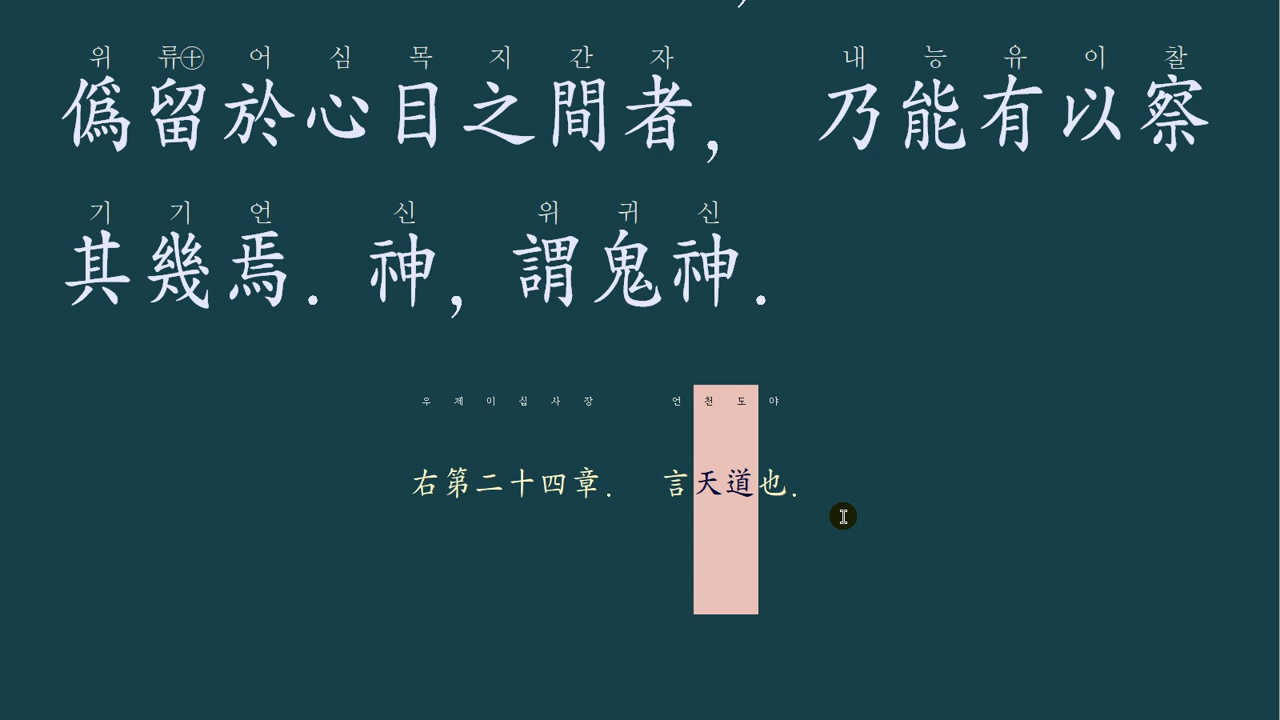 위 류㊉ 어 심 목 지 간 자 내 능 유 이 찰
僞留於心目之間者, 乃能有以察
기 기 언 신 위 귀 신
其幾焉. 神, 謂鬼神.
우 제 이 십 사 장 언 천 도 야
右第二十四章. 言天道也.